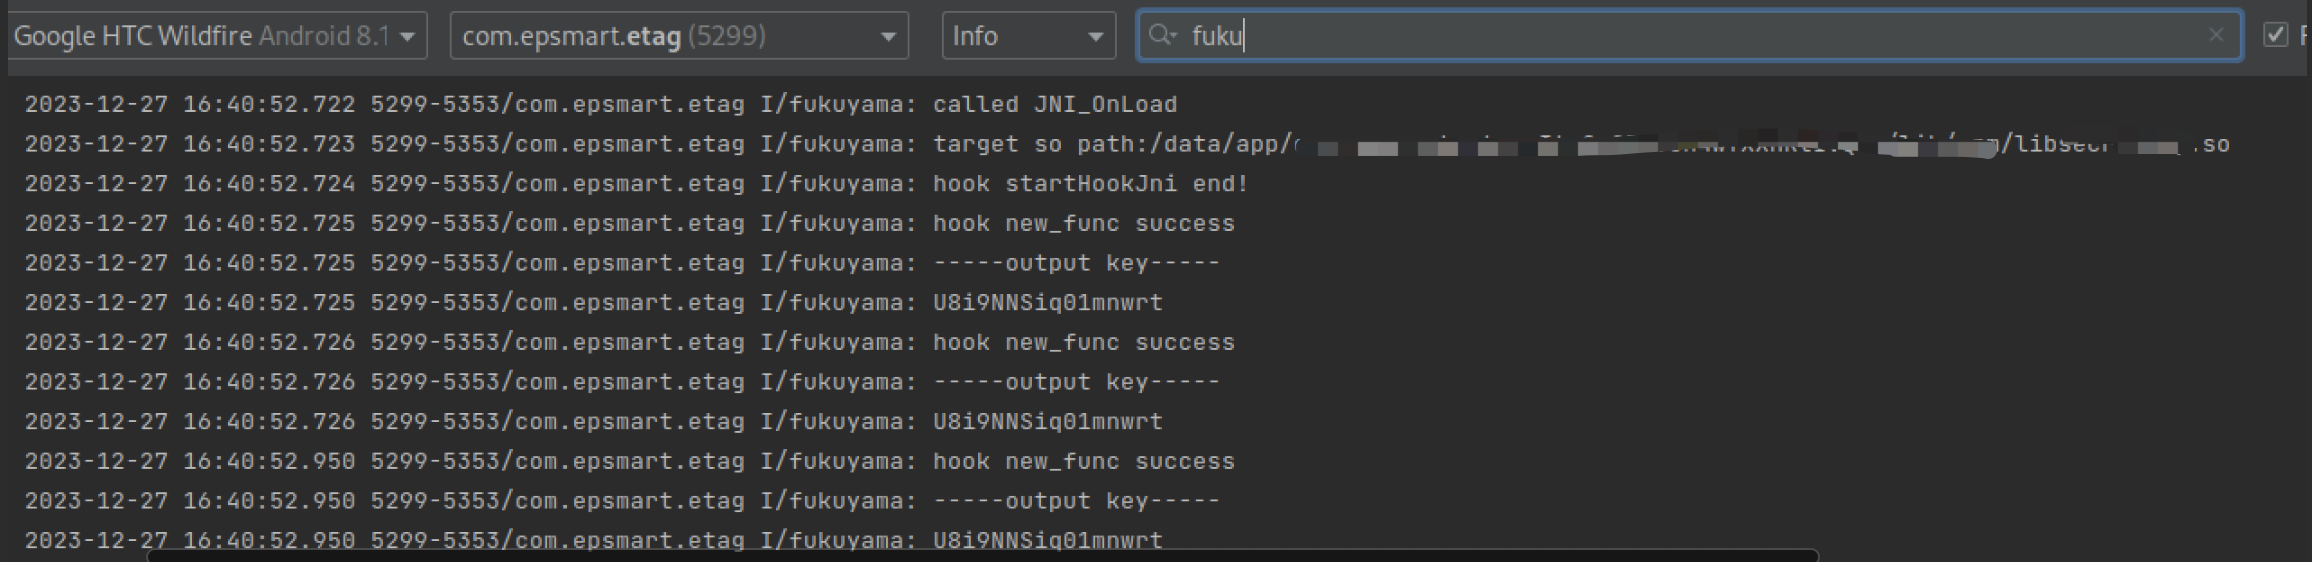 Google HTC Wildfire Android 8.1 com.epsmart.etag (5299) Info fuku
2023-12-27 16:40:52.722 5299-5353/com.epsmart.etag I/fukuyama: called JNI_OnLoad
2023-12-27 16:40:52.723 5299-5353/com.epsmart.etag I/fukuyama: target so path:/data/app/ .so
2023-12-27 16:40:52.724 5299-5353/com.epsmart.etag I/fukuyama: hook startHookJni end!
2023-12-27 16:40:52.725 5299-5353/com.epsmart.etag I/fukuyama: hook new_func success
2023-12-27 16:40:52.725 5299-5353/com.epsmart.etag I/fukuyama: -----output key-----
2023-12-27 16:40:52.725 5299-5353/com.epsmart.etag I/fukuyama: U8i9NNSiq01mnwrt
2023-12-27 16:40:52.726 5299-5353/com.epsmart.etag I/fukuyama: hook new_func success
2023-12-27 16:40:52.726 5299-5353/com.epsmart.etag I/fukuyama: -----output key-----
2023-12-27 16:40:52.726 5299-5353/com.epsmart.etag I/fukuyama: U8i9NNSiq01mnwrt
2023-12-27 16:40:52.950 5299-5353/com.epsmart.etag I/fukuyama: hook new_func success
2023-12-27 16:40:52.950 5299-5353/com.epsmart.etag I/fukuyama: -----output key-----
2023-12-27 16:40:52.950 5299-5353/com.epsmart.etag I/fukuyama: U8i9NNSiq01mnwrt